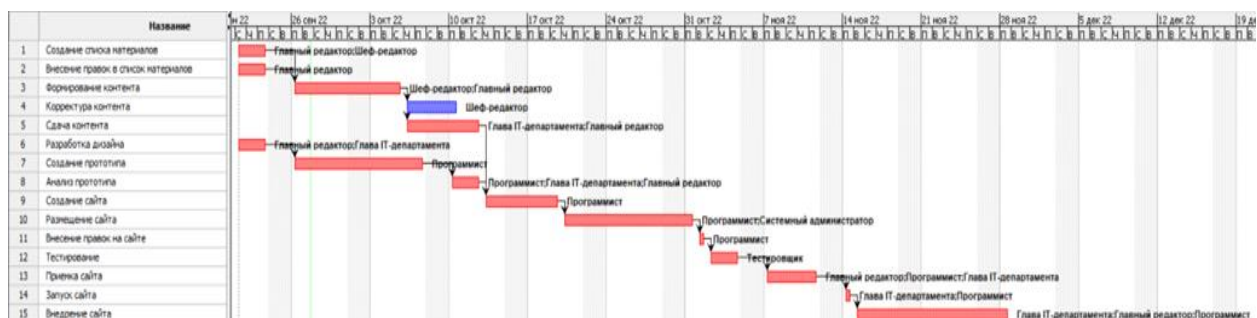 Название
н 22 26 сен 22 3 окт 22 10 окт 22 17 окт 22 24 окт 22 31 окт 22 7 ноя 22 14 ноя 22 21 ноя 22 28 ноя 22 5 дек 22 12 дек 22 19 де
1 Создание списка материалов Главный редактор;Шеф-редактор
2 Внесение правок в список материалов Главный редактор
3 Формирование контента Шеф-редактор;Главный редактор
4 Корректура контента Шеф-редактор
5 Сдача контента Глава IT-департамента;Главный редактор
6 Разработка дизайна Главный редактор;Глава IT-департамента
7 Создание прототипа Программист
8 Анализ прототипа Программист;Глава IT-департамента;Главный редактор
9 Создание сайта Программист
10 Размещение сайта Программист;Системный администратор
11 Внесение правок на сайте Программист
12 Тестирование Тестировщик
13 Приемка сайта Главный редактор;Программист;Глава IT-департамента
14 Запуск сайта Глава IT-департамента;Программист
15 Внедрение сайта Глава IT-департамента;Главный редактор;Программист